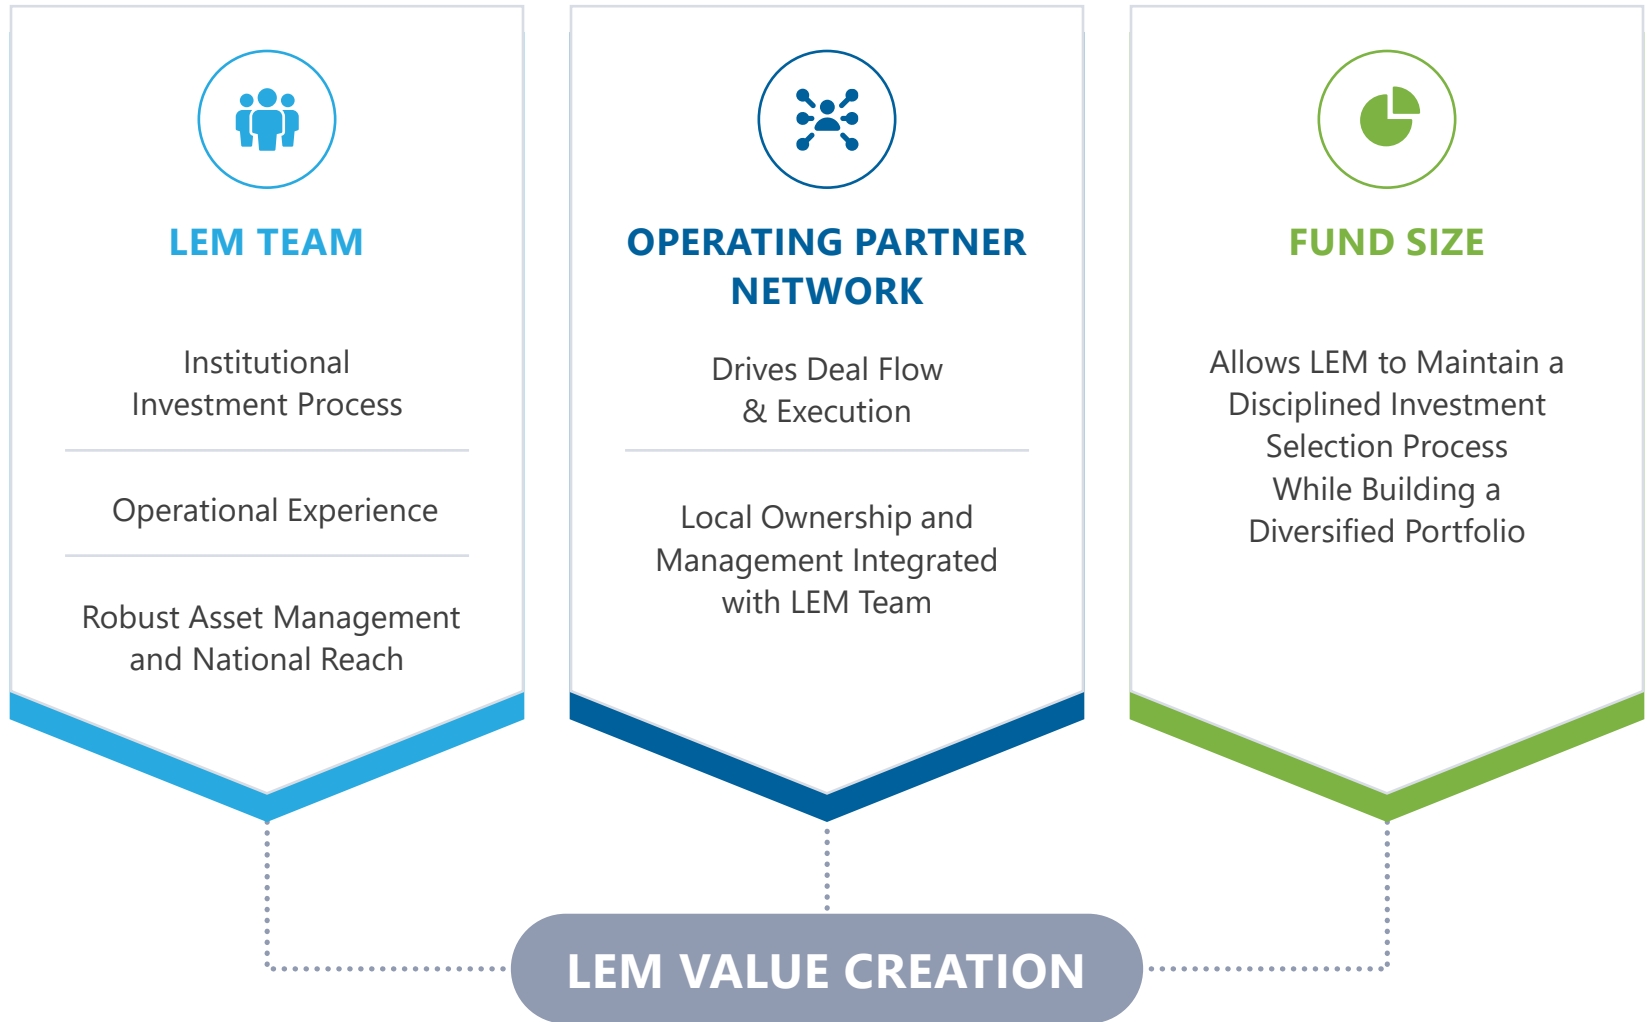 LEM TEAM
Institutional
Investment Process
Operational Experience
Robust Asset Management
and National Reach
OPERATING PARTNER
NETWORK
Drives Deal Flow
& Execution
Local Ownership and
Management Integrated
with LEM Team
FUND SIZE
Allows LEM to Maintain a
Disciplined Investment
Selection Process
While Building a
Diversified Portfolio
LEM VALUE CREATION